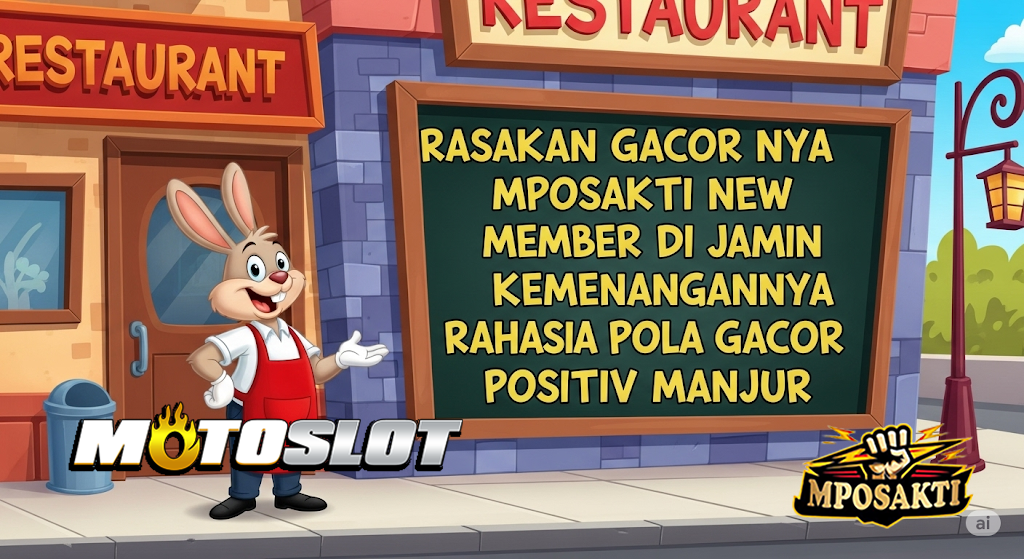 RESTAURANT
RESTAURANT
RASAKAN GACOR NYA
MPOSAKTI NEW
MEMBER DI JAMIN
KEMENANGANNYA
RAHASIA POLA GACOR
POSITIV MANJUR
MOTOSLOT
MPOSAKTI
ai